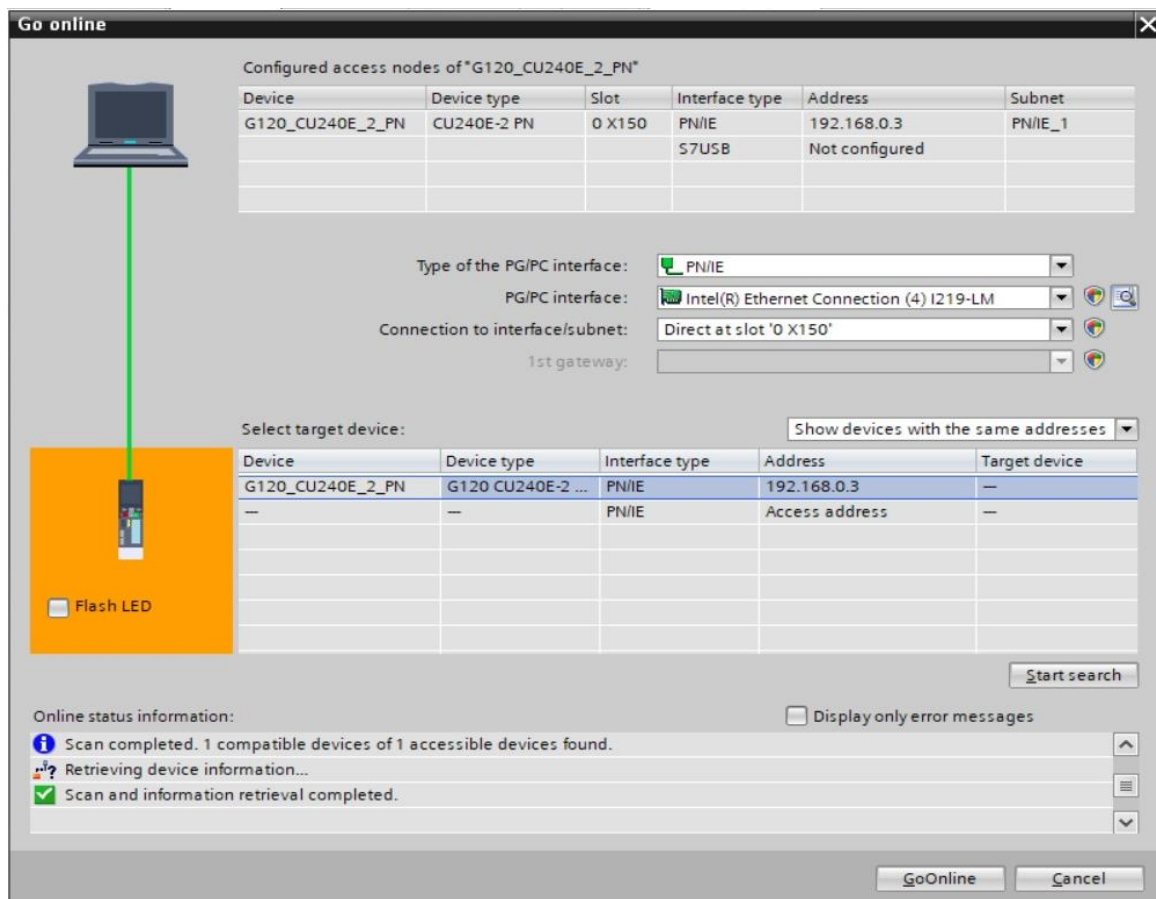 Go online
Configured access nodes of "G120_CU240E_2_PN"
Device Device type Slot Interface type Address Subnet
G120_CU240E_2_PN CU240E-2 PN 0 X150 PN/IE 192.168.0.3 PN/IE_1
S7USB Not configured
Type of the PG/PC interface: PN/IE
PG/PC interface: Intel(R) Ethernet Connection (4) I219-LM
Connection to interface/subnet: Direct at slot '0 X150'
1st gateway:
Select target device: Show devices with the same addresses
Device Device type Interface type Address Target device
G120_CU240E_2_PN G120 CU240E-2 ... PN/IE 192.168.0.3 —
— — PN/IE Access address —
Flash LED
Start search
Online status information: Display only error messages
Scan completed. 1 compatible devices of 1 accessible devices found.
Retrieving device information...
Scan and information retrieval completed.
GoOnline Cancel